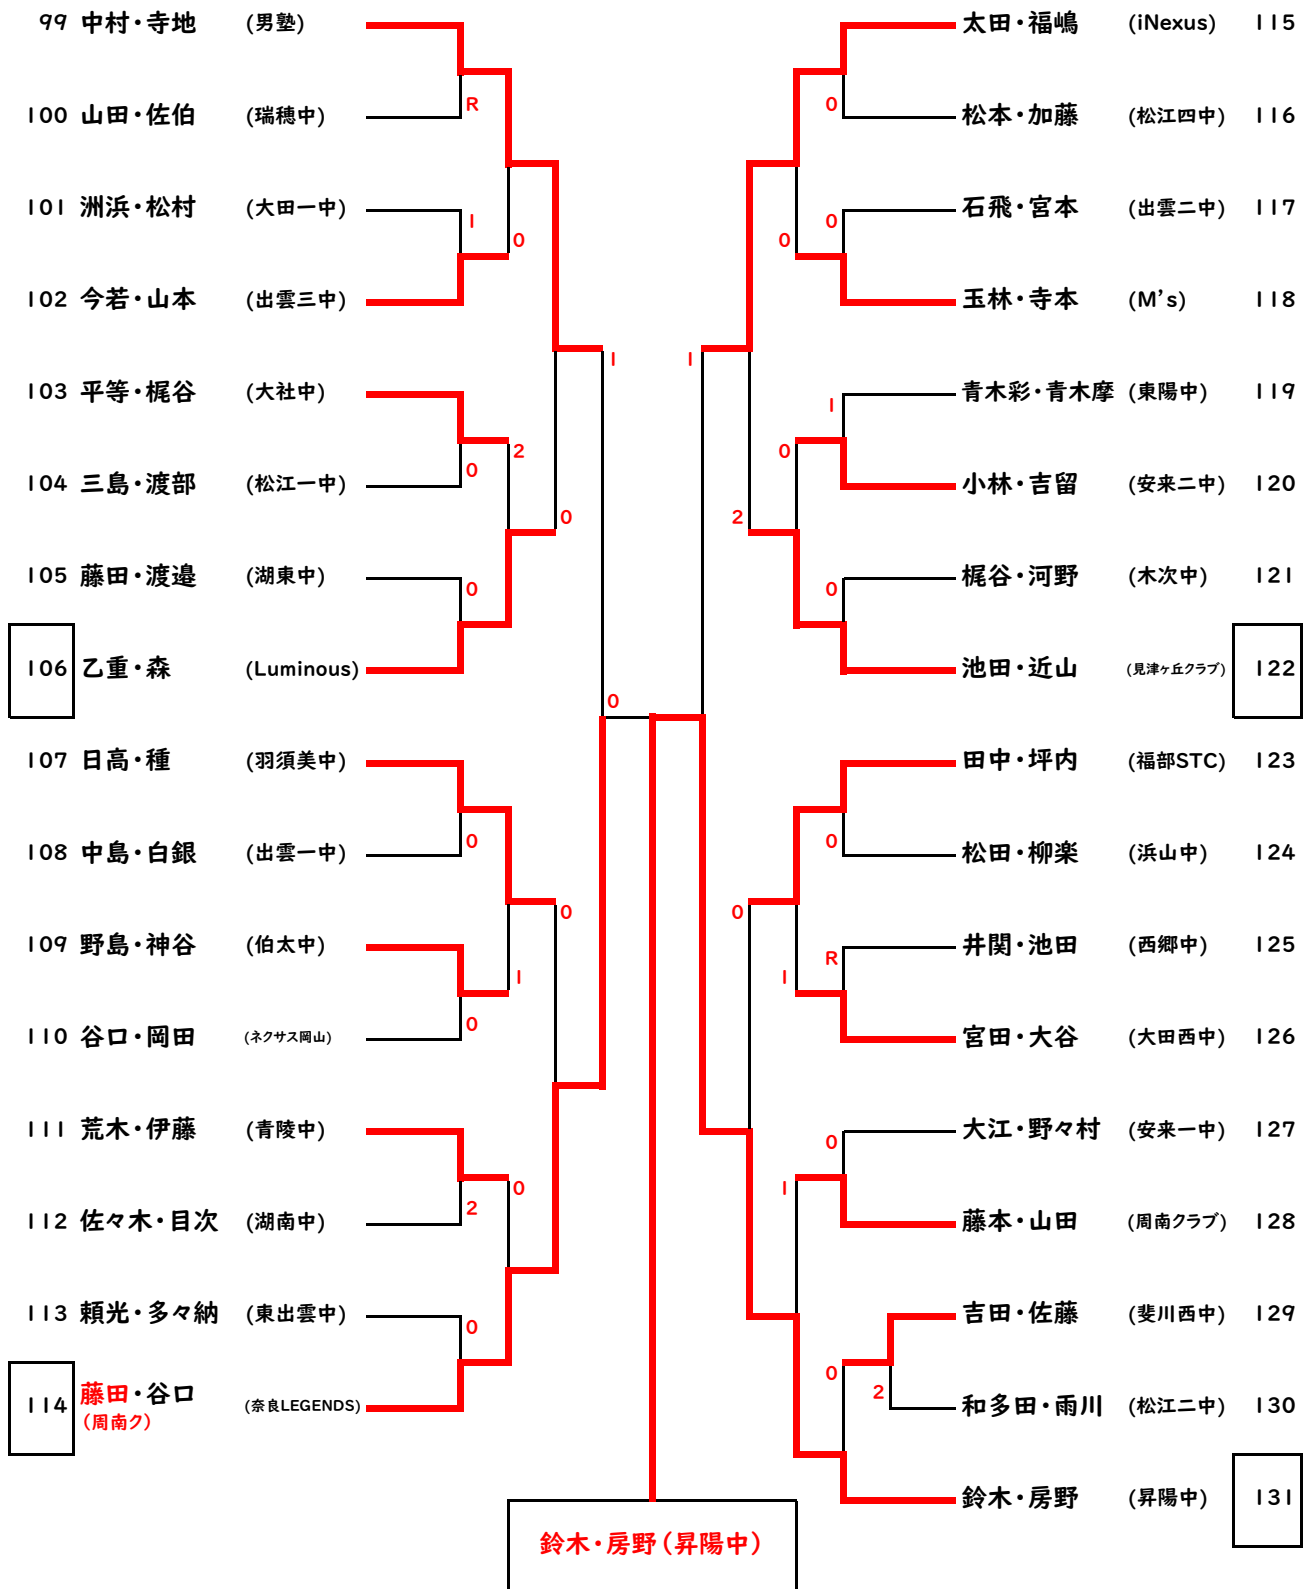 99 中村・寺地 (男塾)
100 山田・佐伯 (瑞穂中)
R
101 洲浜・松村 (大田一中)
1
0
102 今若・山本 (出雲三中)
1
103 平等・梶谷 (大社中)
2
0
104 三島・渡部 (松江一中)
0
105 藤田・渡邉 (湖東中)
0
106 乙重・森 (Luminous)
0
107 日高・種 (羽須美中)
0
108 中島・白銀 (出雲一中)
0
109 野島・神谷 (伯太中)
1
0
110 谷口・岡田 (ネクサス岡山)
111 荒木・伊藤 (青陵中)
0
2
112 佐々木・目次 (湖南中)
113 頼光・多々納 (東出雲中)
0
114 藤田・谷口 (奈良LEGENDS)
(周南ク)
太田・福嶋 (iNexus) 115
0
松本・加藤 (松江四中) 116
石飛・宮本 (出雲二中) 117
0
0
玉林・寺本 (M's) 118
1
青木彩・青木摩 (東陽中) 119
1
0
小林・吉留 (安来二中) 120
2
梶谷・河野 (木次中) 121
0
池田・近山 (見津ヶ丘クラブ) 122
田中・坪内 (福部STC) 123
0
松田・柳楽 (浜山中) 124
0
井関・池田 (西郷中) 125
R
1
宮田・大谷 (大田西中) 126
大江・野々村 (安来一中) 127
0
1
藤本・山田 (周南クラブ) 128
吉田・佐藤 (斐川西中) 129
0
2
和多田・雨川 (松江二中) 130
鈴木・房野 (昇陽中) 131
鈴木・房野(昇陽中)